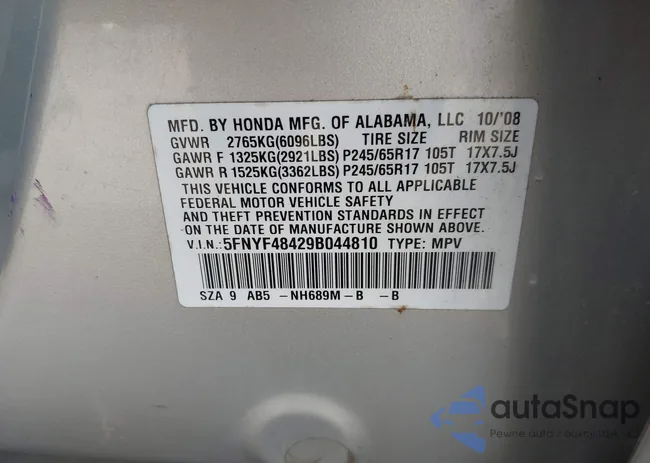 MFD. BY HONDA MFG. OF ALABAMA, LLC 10/'08
GVWR 2765KG(6096LBS) TIRE SIZE RIM SIZE
GAWR F 1325KG(2921LBS) P245/65R17 105T 17X7.5J
GAWR R 1525KG(3362LBS) P245/65R17 105T 17X7.5J
THIS VEHICLE CONFORMS TO ALL APPLICABLE
FEDERAL MOTOR VEHICLE SAFETY
AND THEFT PREVENTION STANDARDS IN EFFECT
ON THE DATE OF MANUFACTURE SHOWN ABOVE.
V.I.N.:5FNYF48429B044810 TYPE: MPV
SZA 9 AB5 -NH689M-B -B
autoSnap
Pewne auto z aukcji